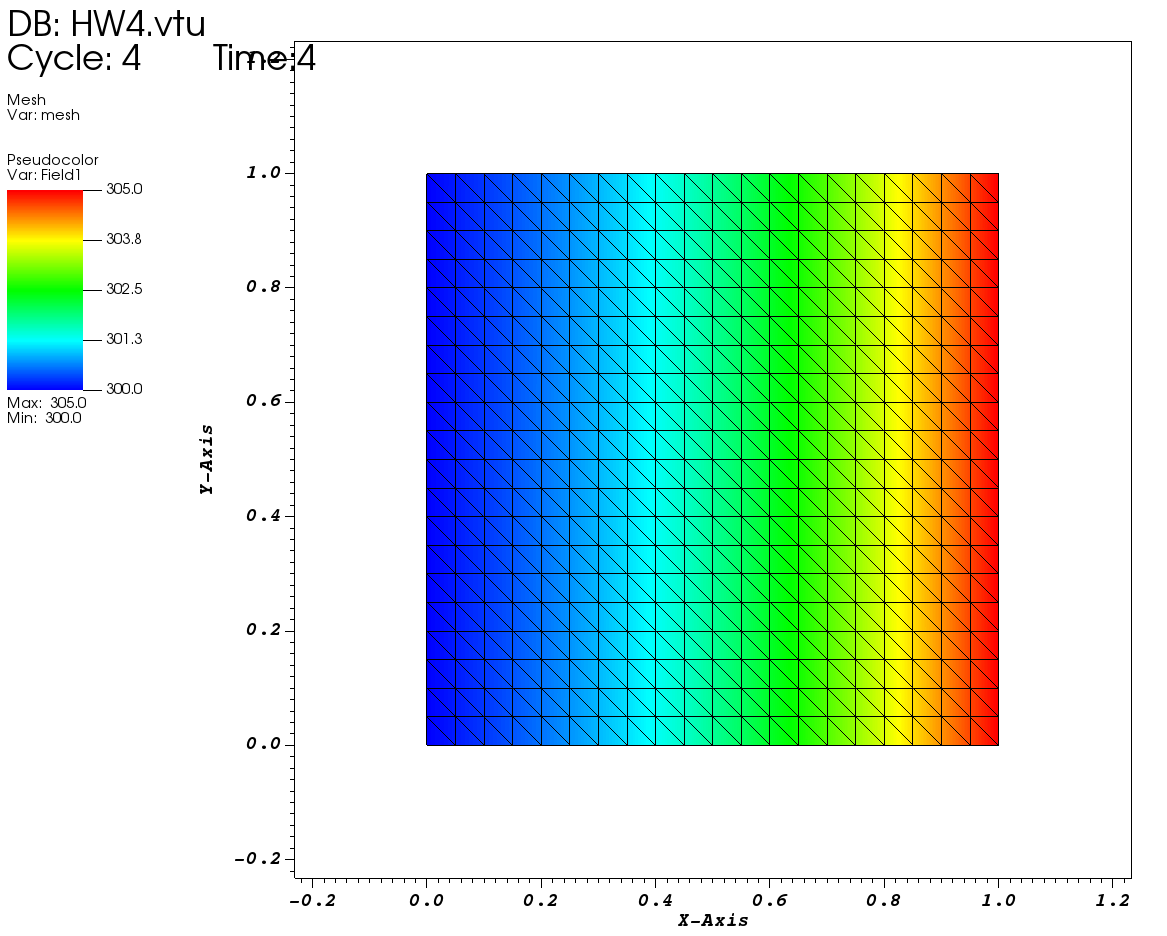 DB: HW4.vtu
Cycle: 4 Time:4
Mesh
Var: mesh
Pseudocolor
Var: Field1
305.0
303.8
302.5
301.3
300.0
Max: 305.0
Min: 300.0
Y-Axis
1.2
1.0
0.8
0.6
0.4
0.2
0.0
-0.2
-0.2 0.0 0.2 0.4 0.6 0.8 1.0 1.2
X-Axis